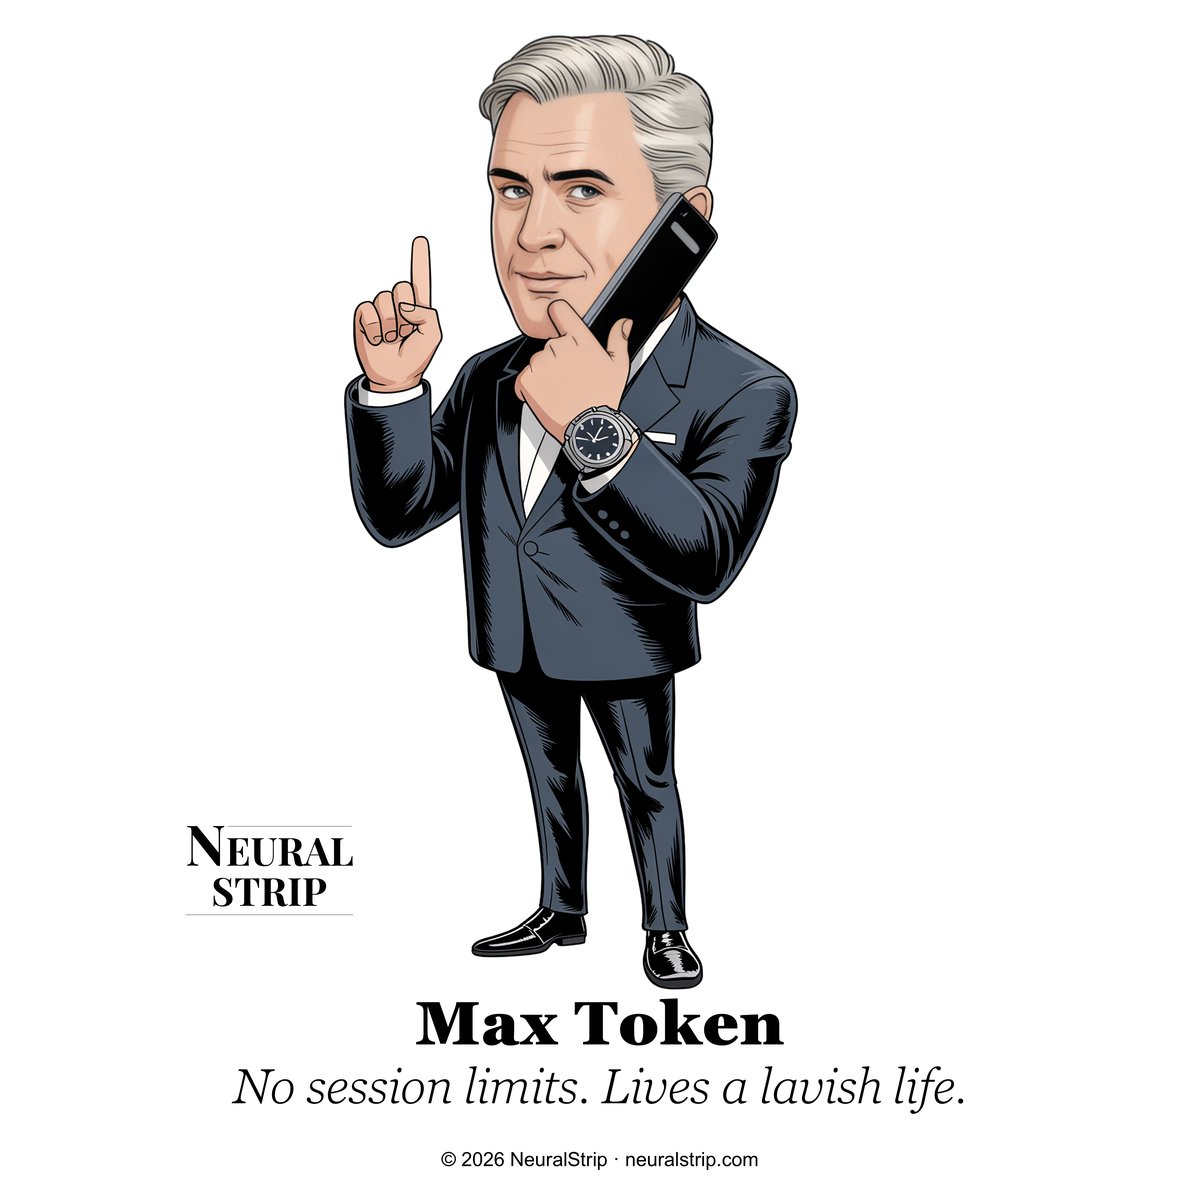 NEURAL
STRIP
Max Token
No session limits. Lives a lavish life.
© 2026 NeuralStrip · neuralstrip.com